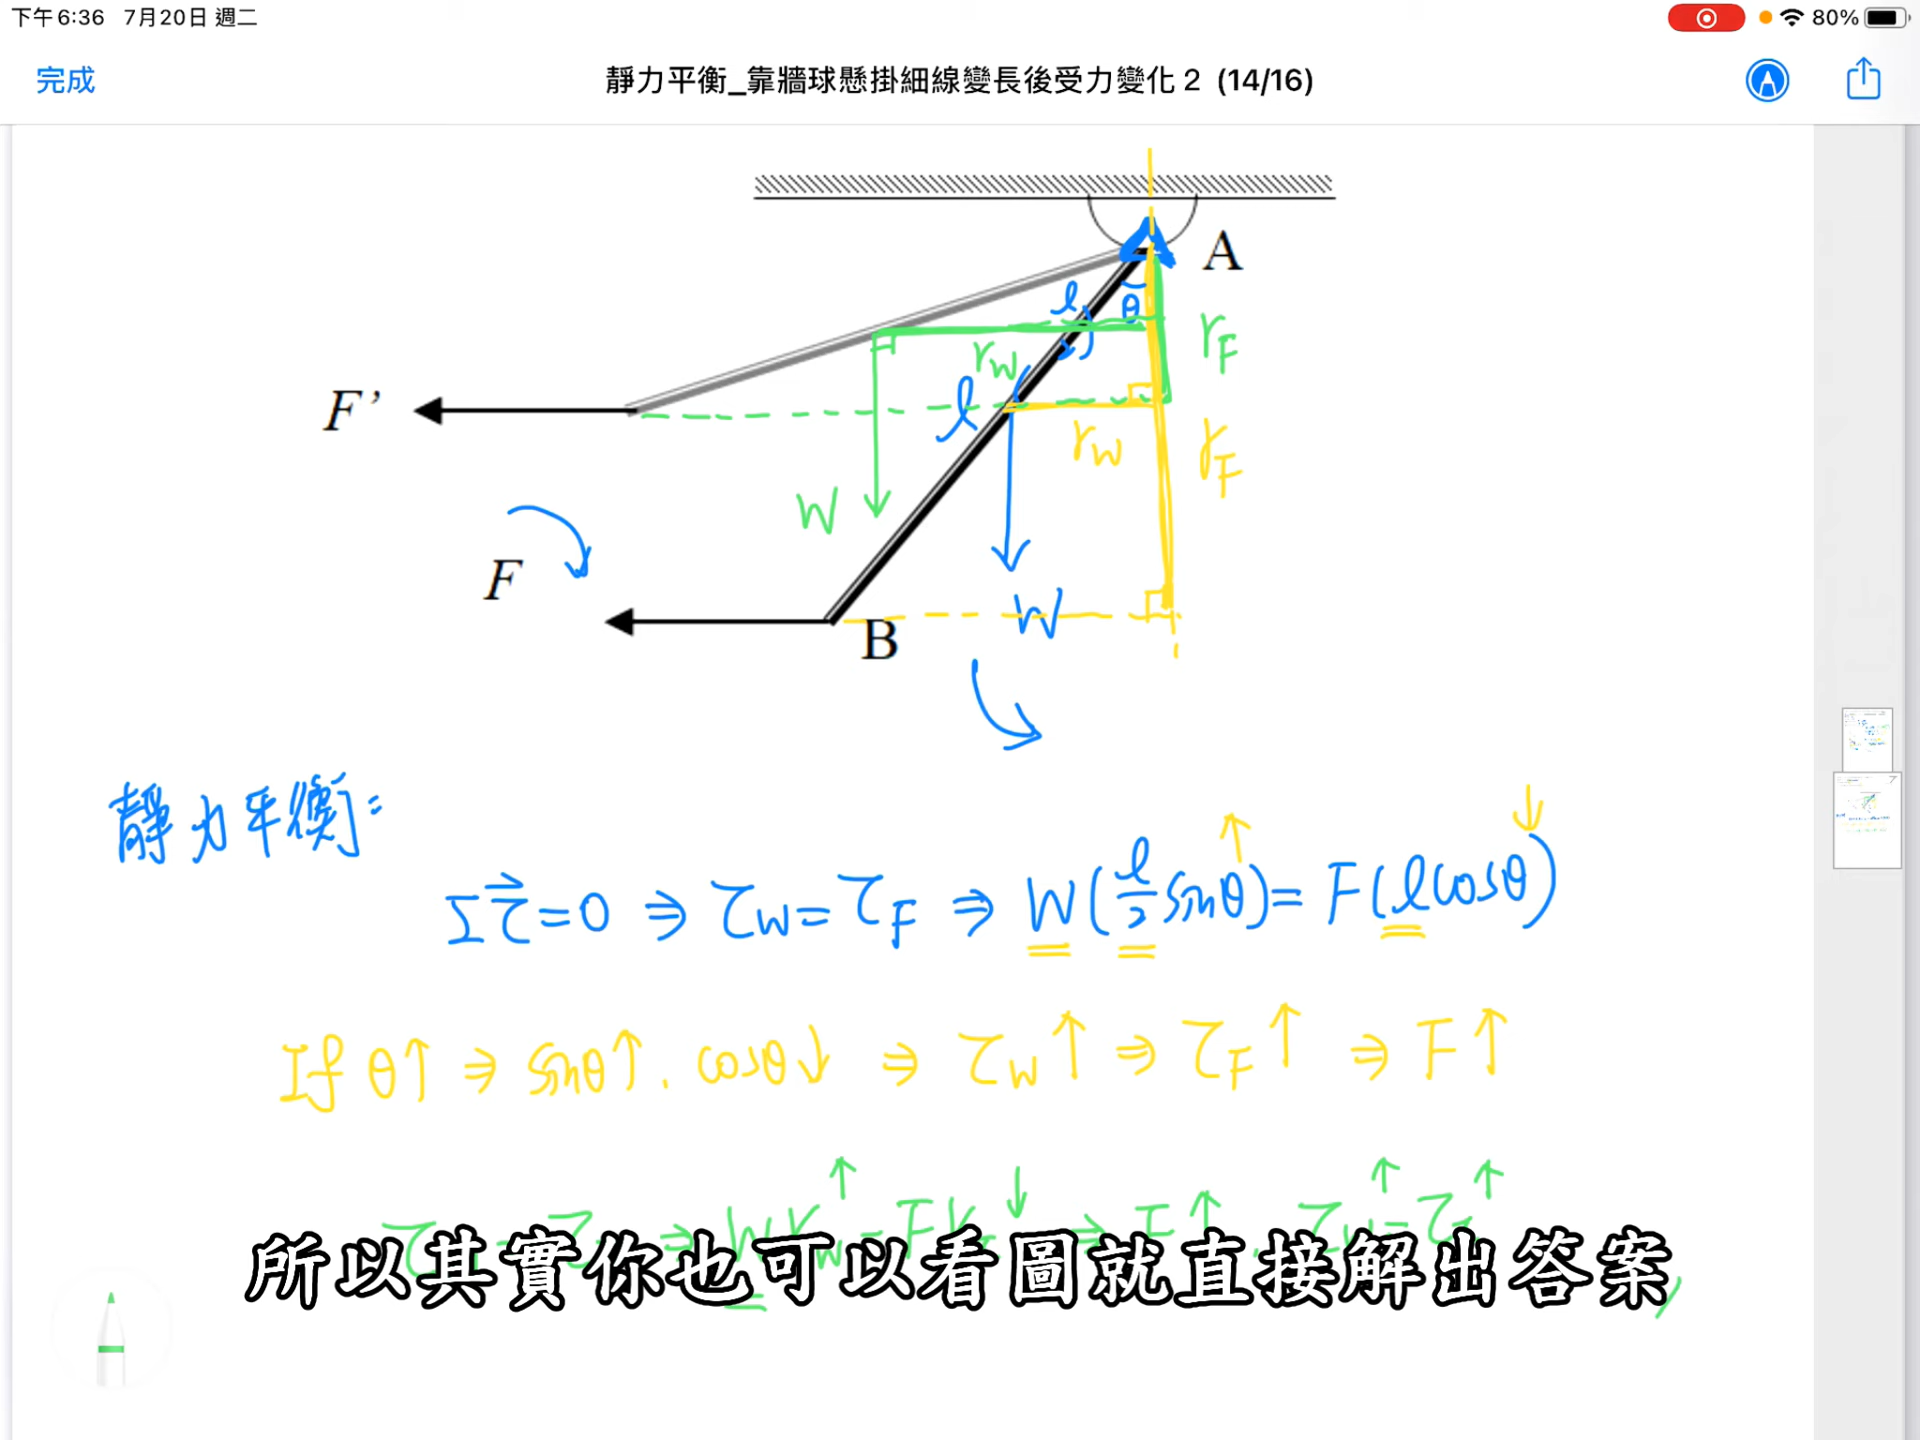 下午6:36 7月20日 週二
80%
完成
靜力平衡_靠牆球懸掛細線變長後受力變化 2 (14/16)
A
l
θ
2
rF
rW
F’
l
rW
rF
W
F
W
B
靜力平衡:
Στ⃗=0 ⇒ τW=τF ⇒ W(l/2 sinθ)= F(lcosθ)
↑ ↓
If θ↑ ⇒ sinθ↑. cosθ↓ ⇒ τW↑ ⇒ τF↑ ⇒ F↑
所以其實你也可以看圖就直接解出答案